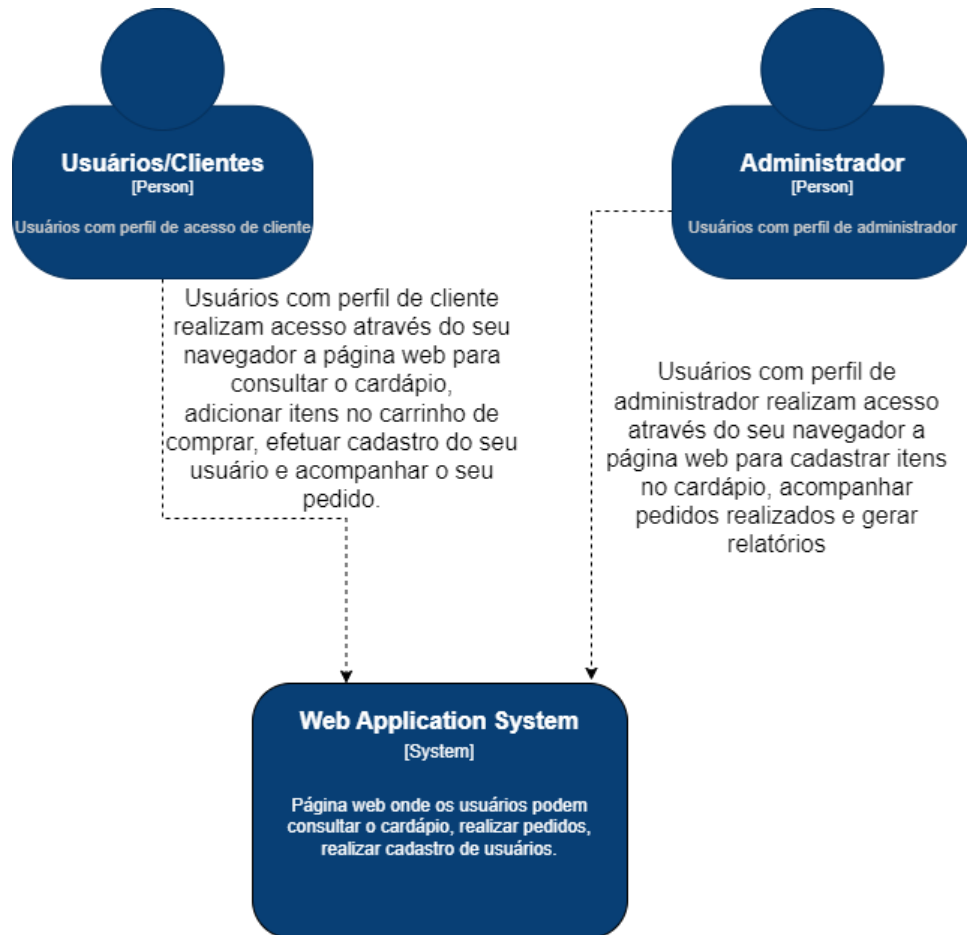 Usuários/Clientes
[Person]
Usuários com perfil de acesso de cliente
Administrador
[Person]
Usuários com perfil de administrador
Usuários com perfil de cliente
realizam acesso através do seu
navegador a página web para
consultar o cardápio,
adicionar itens no carrinho de
comprar, efetuar cadastro do seu
usuário e acompanhar o seu
pedido.
Usuários com perfil de
administrador realizam acesso
através do seu navegador a
página web para cadastrar itens
no cardápio, acompanhar
pedidos realizados e gerar
relatórios
Web Application System
[System]
Página web onde os usuários podem
consultar o cardápio, realizar pedidos,
realizar cadastro de usuários.